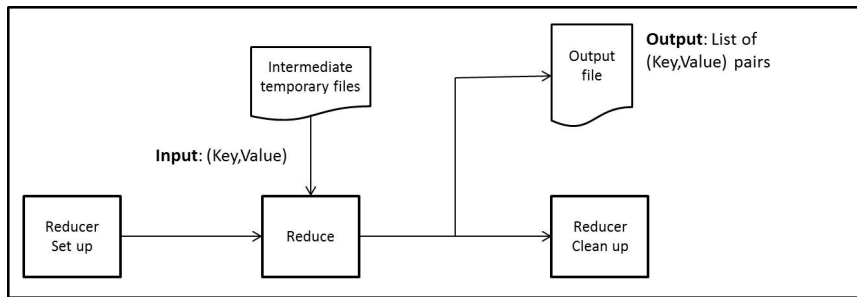 Intermediate
temporary files
Output
file
Output: List of
(Key,Value) pairs
Input: (Key,Value)
Reducer
Set up
Reduce
Reducer
Clean up